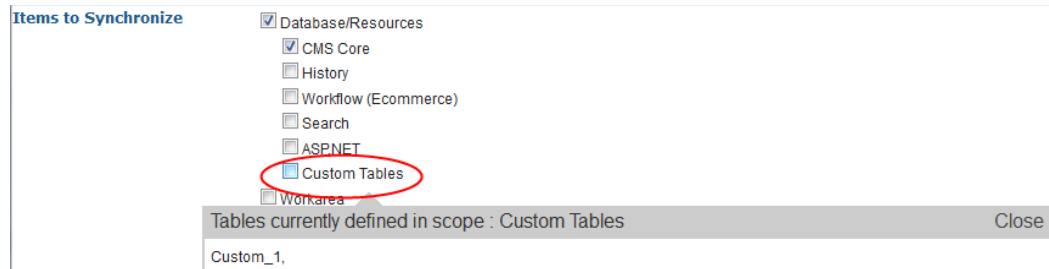 Items to Synchronize
Database/Resources
CMS Core
History
Workflow (Ecommerce)
Search
ASP.NET
Custom Tables
Workarea
Tables currently defined in scope : Custom Tables Close
Custom_1,